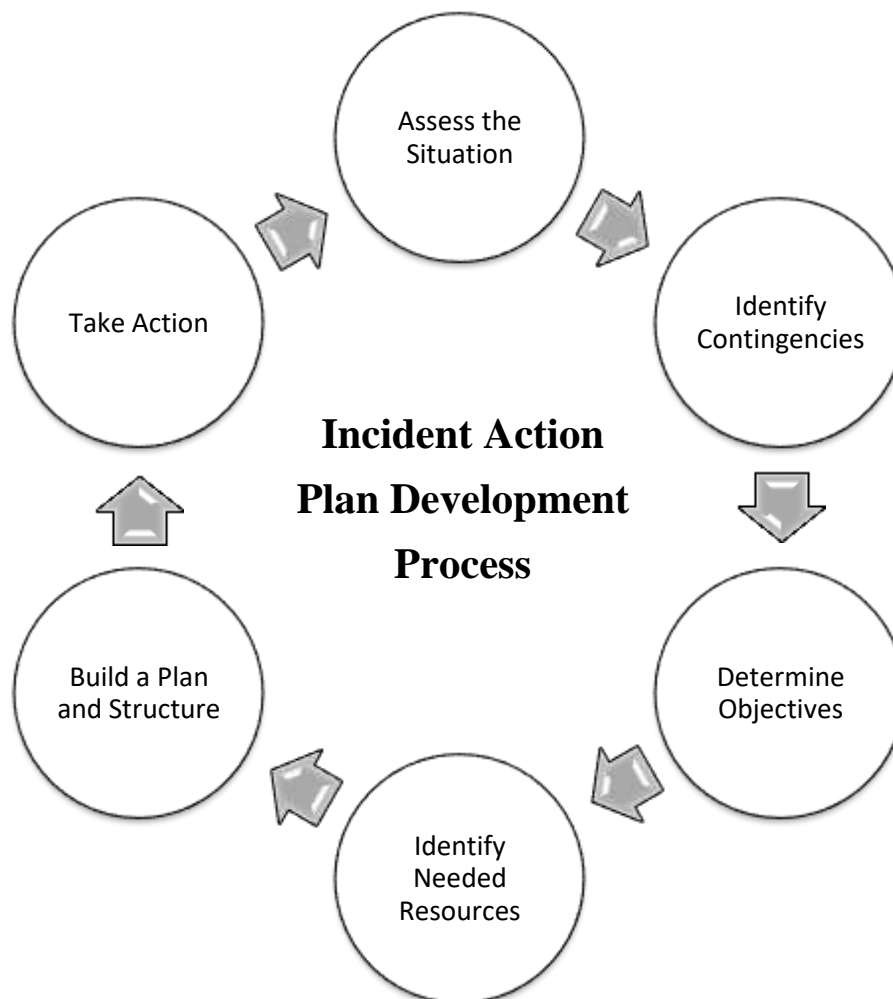 Assess the
Situation
Identify
Contingencies
Determine
Objectives
Identify
Needed
Resources
Build a Plan
and Structure
Take Action
Incident Action
Plan Development
Process